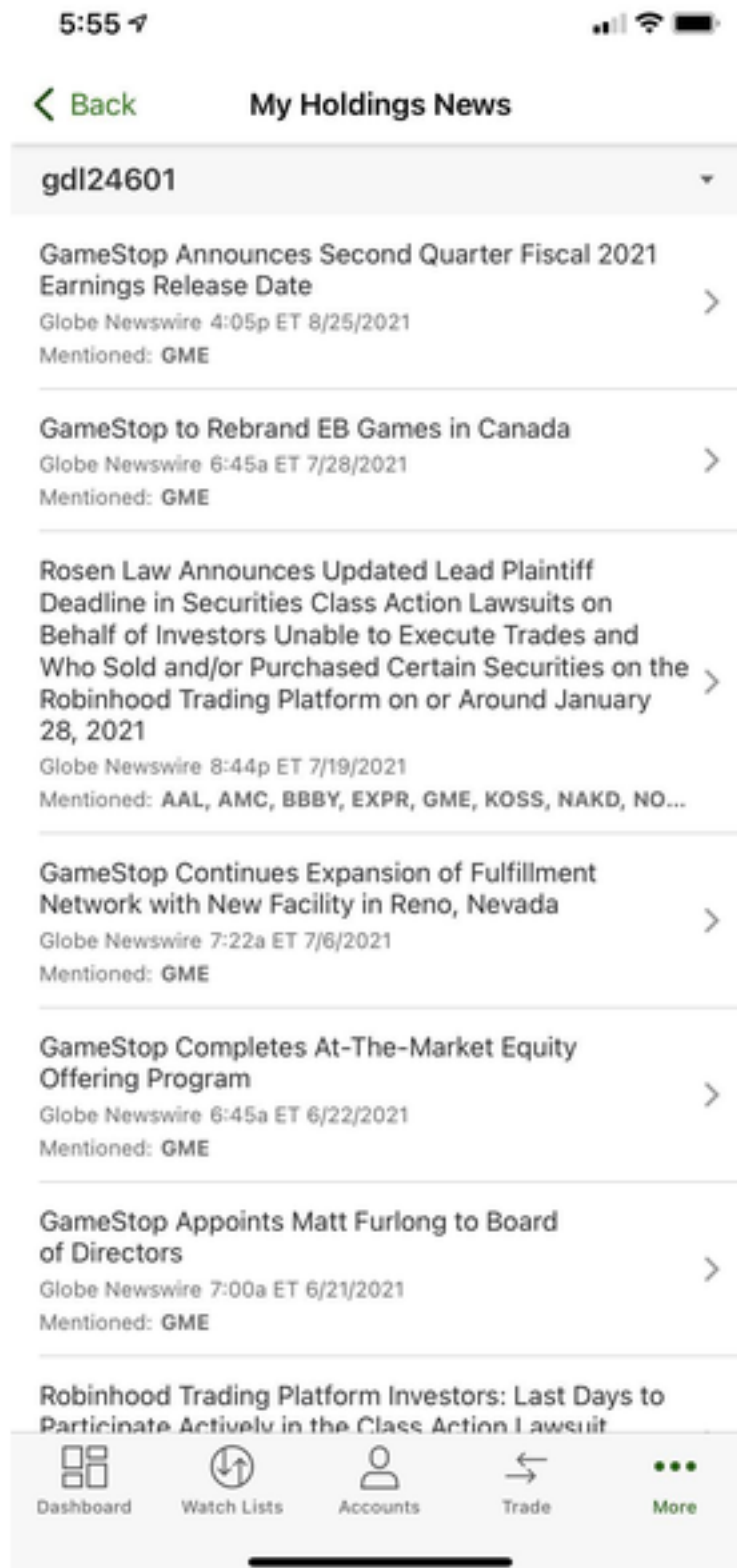 5:55
Back
My Holdings News
gdl24601
GameStop Announces Second Quarter Fiscal 2021
Earnings Release Date
Globe Newswire 4:05p ET 8/25/2021
Mentioned: GME
GameStop to Rebrand EB Games in Canada
Globe Newswire 6:45a ET 7/28/2021
Mentioned: GME
Rosen Law Announces Updated Lead Plaintiff
Deadline in Securities Class Action Lawsuits on
Behalf of Investors Unable to Execute Trades and
Who Sold and/or Purchased Certain Securities on the
Robinhood Trading Platform on or Around January
28, 2021
Globe Newswire 8:44p ET 7/19/2021
Mentioned: AAL, AMC, BBBY, EXPR, GME, KOSS, NAKD, NO...
GameStop Continues Expansion of Fulfillment
Network with New Facility in Reno, Nevada
Globe Newswire 7:22a ET 7/6/2021
Mentioned: GME
GameStop Completes At-The-Market Equity
Offering Program
Globe Newswire 6:45a ET 6/22/2021
Mentioned: GME
GameStop Appoints Matt Furlong to Board
of Directors
Globe Newswire 7:00a ET 6/21/2021
Mentioned: GME
Robinhood Trading Platform Investors: Last Days to
Participate Actively in the Class Action Lawsuit
Dashboard
Watch Lists
Accounts
Trade
More